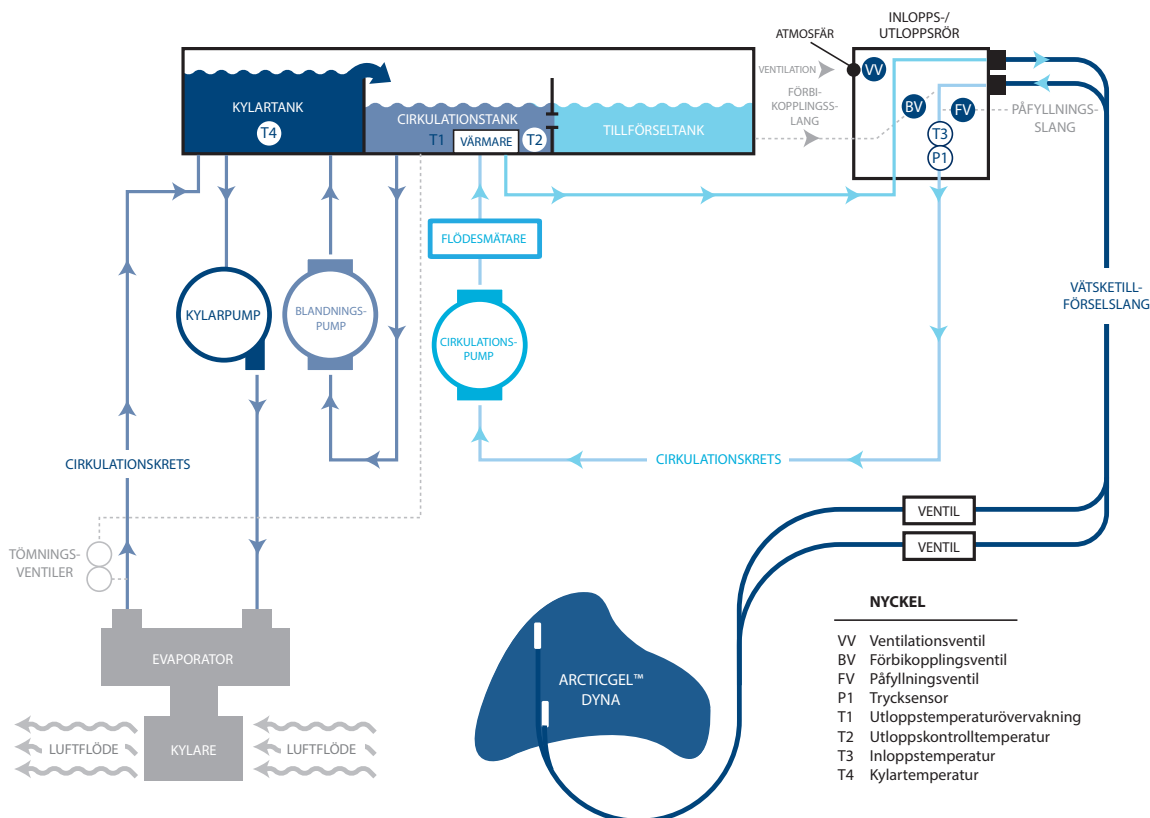 INLOPPS-/
UTLOPPSRÖR
ATMOSFÄR
VENTILATION
VV
KYLARTANK
T4
CIRKULATIONSTANK
T1
VÄRMARE
T2
TILLFÖRSELTANK
FÖRBI-
KOPPLINGSS-
LANG
BV
FV
T3
P1
PÅFYLLNINGS-
SLANG
FLÖDESMÄTARE
KYLARPUMP
BLANDNINGS-
PUMP
CIRKULATIONS-
PUMP
VÄTSKETILL-
FÖRSELSLANG
CIRKULATIONSKRETS
CIRKULATIONSKRETS
VENTIL
VENTIL
TÖMNINGS-
VENTILER
EVAPORATOR
KYLARE
LUFTFLÖDE
LUFTFLÖDE
ARCTICGEL™
DYNA
NYCKEL
VV Ventilationsventil
BV Förbikopplingsventil
FV Påfyllningsventil
P1 Trycksensor
T1 Utloppstemperaturövervakning
T2 Utloppskontrolltemperatur
T3 Inloppstemperatur
T4 Kylartemperatur